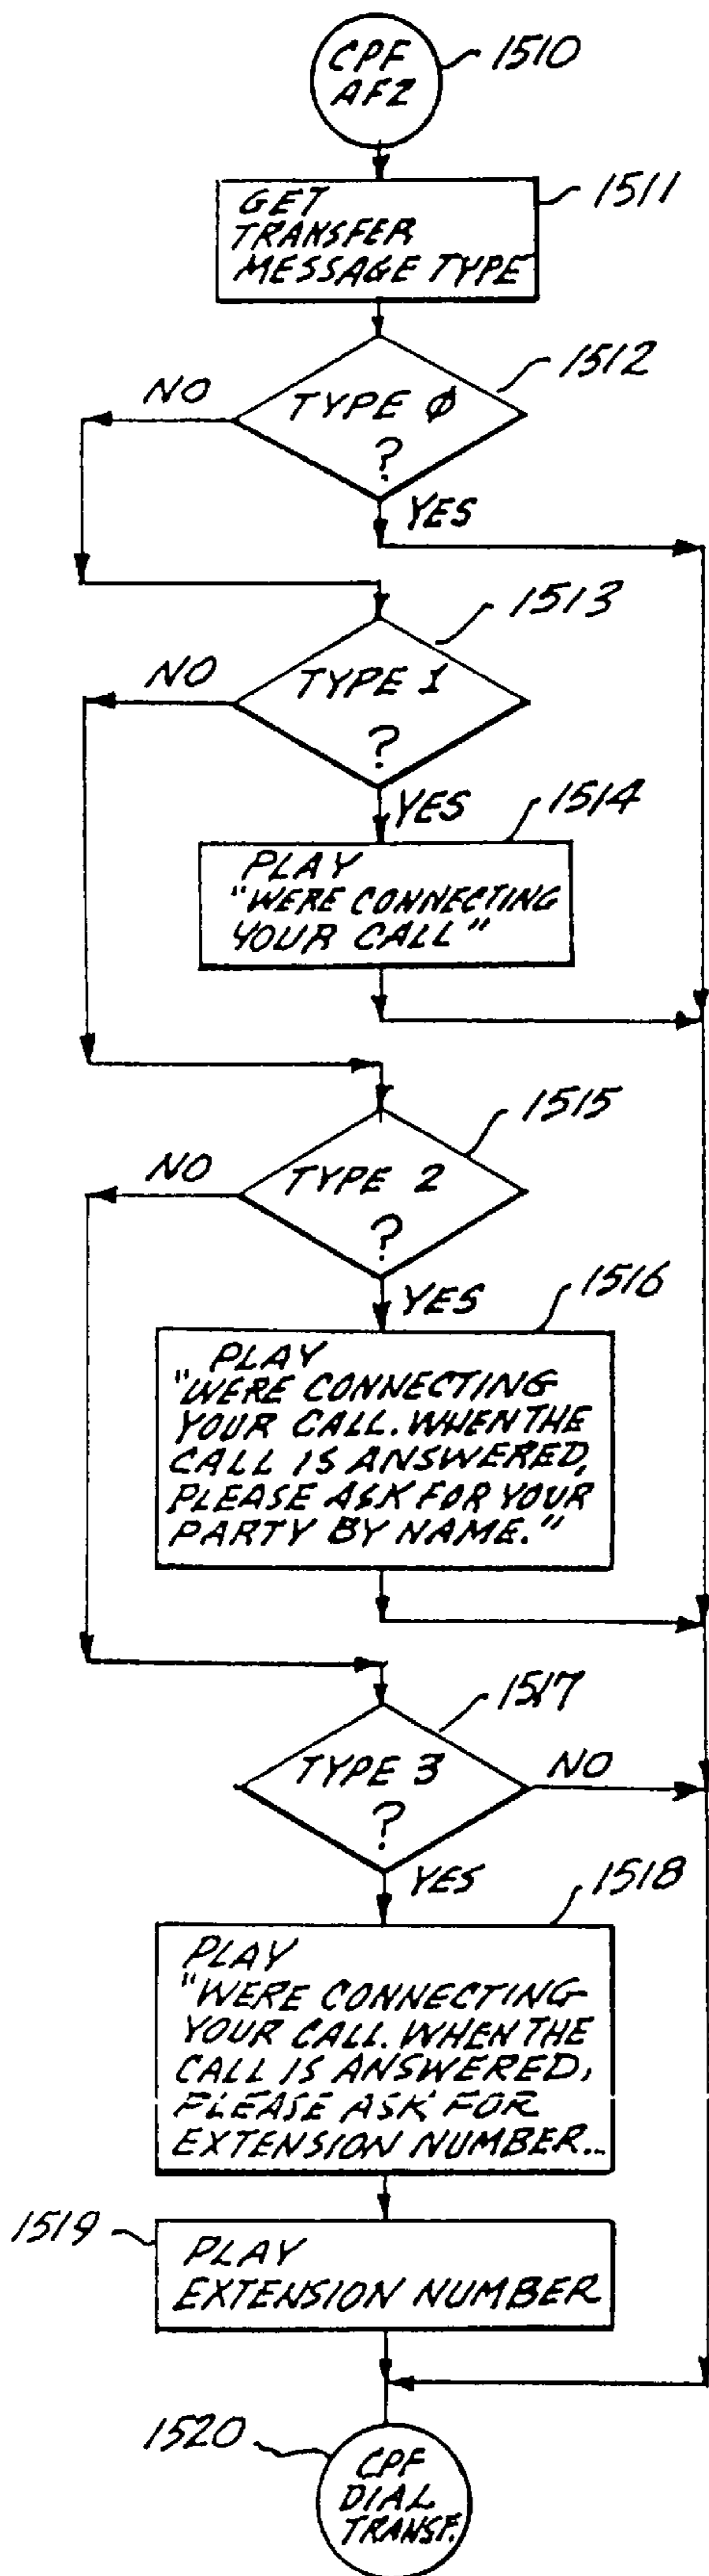 CPF
AFZ
1510
GET
TRANSFER
MESSAGE TYPE
1511
TYPE Ø
?
1512
NO
YES
TYPE 1
?
1513
NO
YES
PLAY
"WERE CONNECTING
YOUR CALL"
1514
TYPE 2
?
1515
NO
YES
PLAY
"WERE CONNECTING
YOUR CALL. WHEN THE
CALL IS ANSWERED,
PLEASE ASK FOR YOUR
PARTY BY NAME."
1516
TYPE 3
?
1517
NO
YES
PLAY
"WERE CONNECTING
YOUR CALL. WHEN THE
CALL IS ANSWERED,
PLEASE ASK FOR
EXTENSION NUMBER...
1518
1519
PLAY
EXTENSION NUMBER
1520
CPF
DIAL
TRANSF.